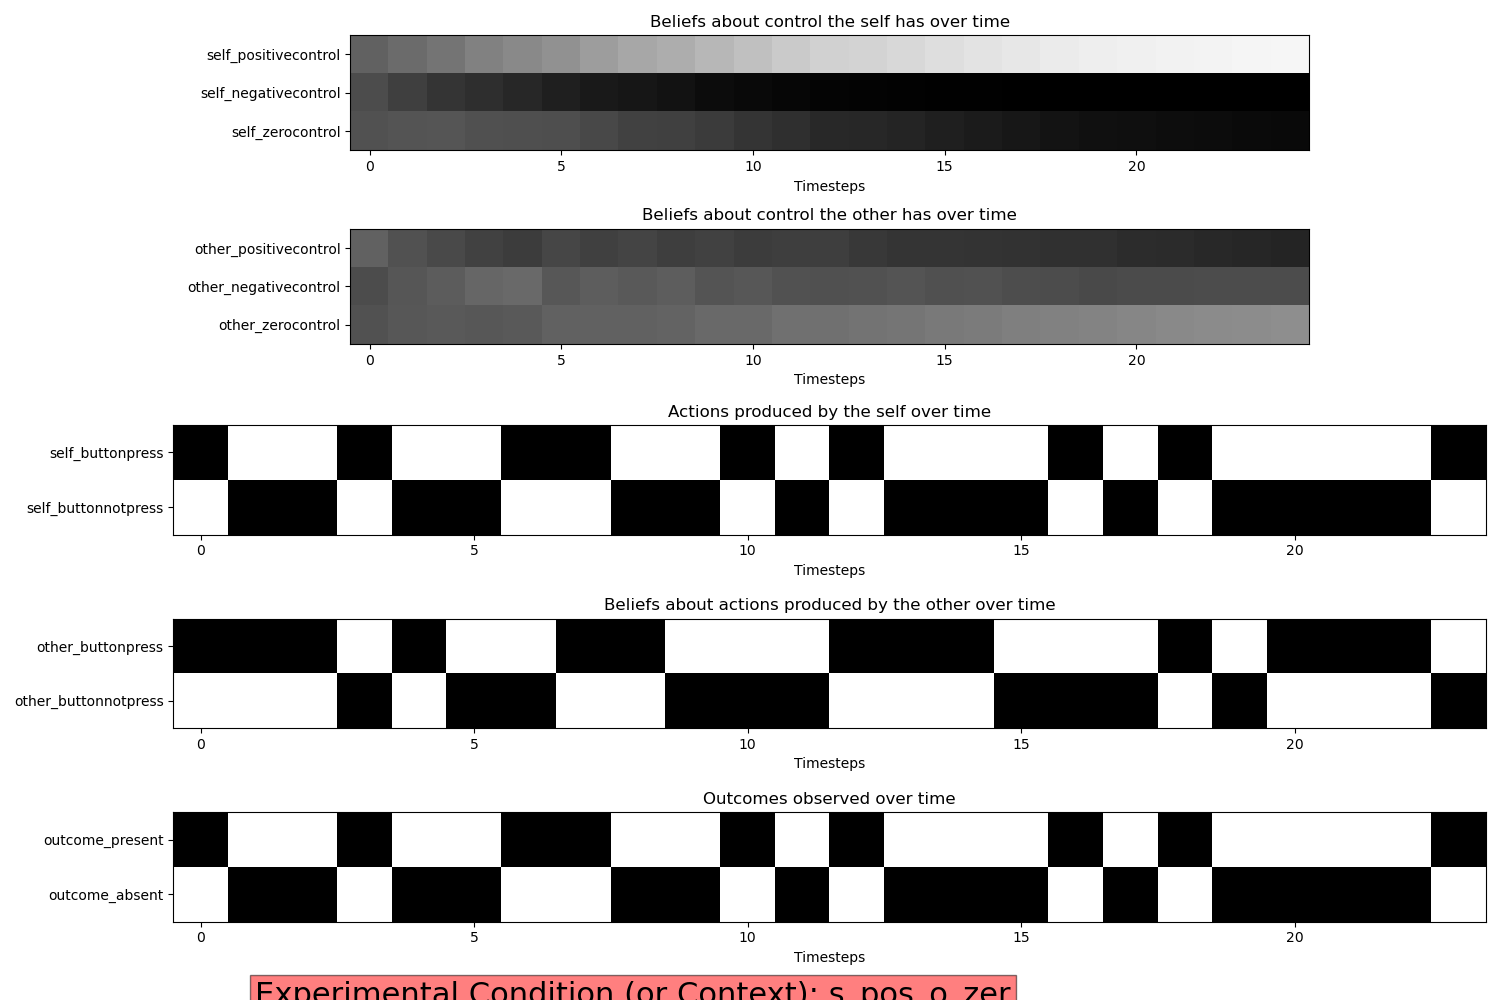 Beliefs about control the self has over time
self_positivecontrol
self_negativecontrol
self_zerocontrol
0 5 10 15 20
Timesteps
Beliefs about control the other has over time
other_positivecontrol
other_negativecontrol
other_zerocontrol
0 5 10 15 20
Timesteps
Actions produced by the self over time
self_buttonpress
self_buttonnotpress
0 5 10 15 20
Timesteps
Beliefs about actions produced by the other over time
other_buttonpress
other_buttonnotpress
0 5 10 15 20
Timesteps
Outcomes observed over time
outcome_present
outcome_absent
0 5 10 15 20
Timesteps
Experimental Condition (or Context): s_pos_o_zer